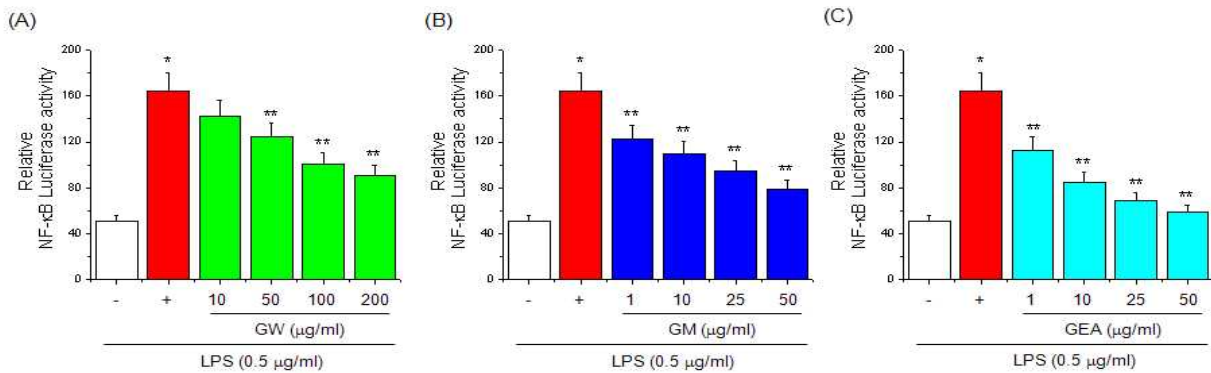 (A)
Relative
NF-κB Luciferase activity
200
160
120
80
40
0
*
**
**
**
- + 10 50 100 200
GW (μg/ml)
LPS (0.5 μg/ml)
(B)
Relative
NF-κB Luciferase activity
200
160
120
80
40
0
*
**
**
**
**
- + 1 10 25 50
GM (μg/ml)
LPS (0.5 μg/ml)
(C)
Relative
NF-κB Luciferase activity
200
160
120
80
40
0
*
**
**
**
**
- + 1 10 25 50
GEA (μg/ml)
LPS (0.5 μg/ml)